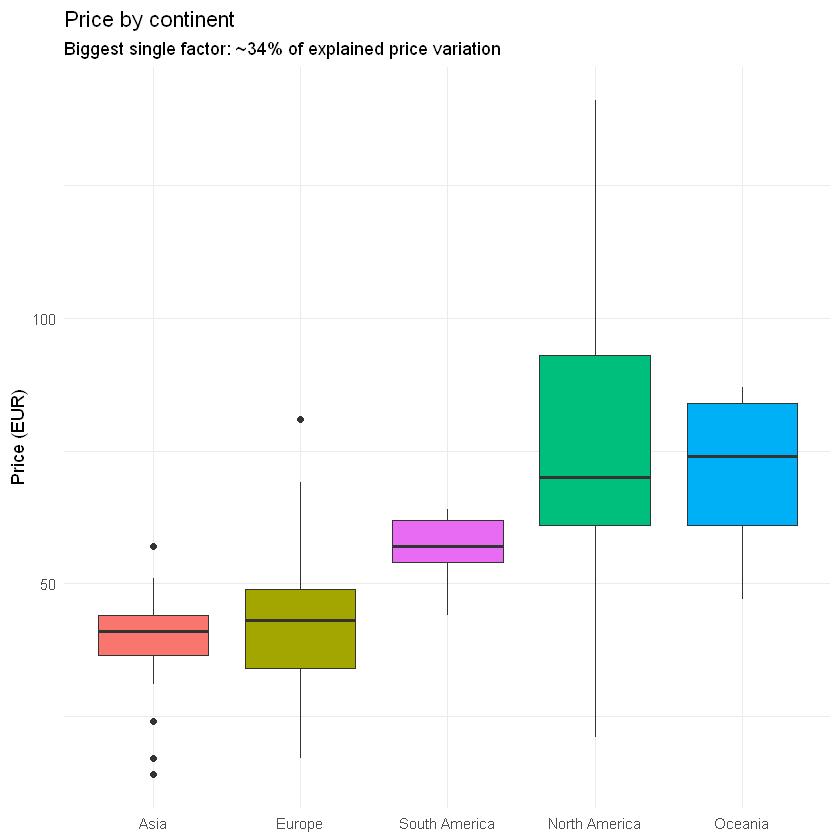 Price by continent
Biggest single factor: ~34% of explained price variation
Price (EUR)
100
50
Asia
Europe
South America
North America
Oceania